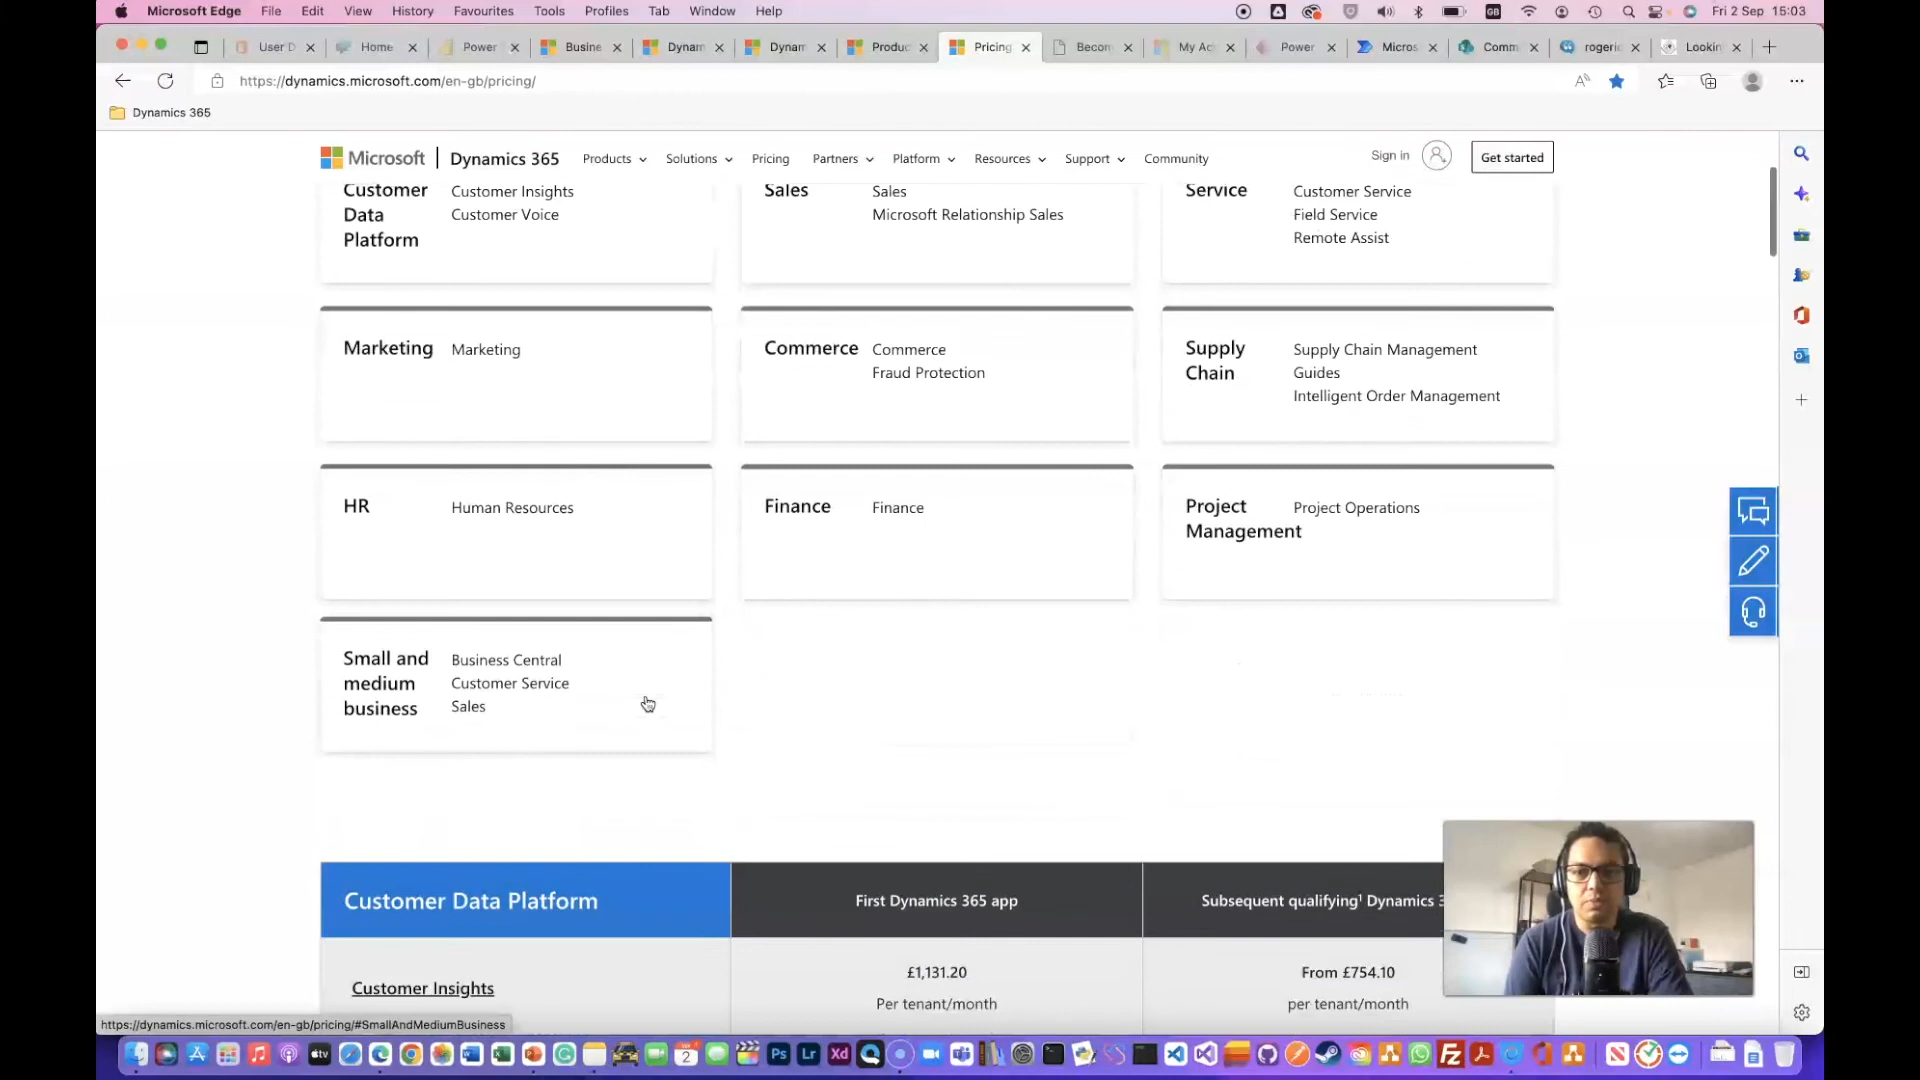 Microsoft Edge File Edit View History Favourites Tools Profiles Tab Window Help Fri 2 Sep 15:03
User D Home Power Busine Dynam Dynam Produc Pricing Becom My Ac Power Micros Comm rogeric Lookin
https://dynamics.microsoft.com/en-gb/pricing/
Dynamics 365
Microsoft Dynamics 365 Products Solutions Pricing Partners Platform Resources Support Community Sign in Get started
Customer Data Platform
Customer Insights
Customer Voice
Sales
Sales
Microsoft Relationship Sales
Service
Customer Service
Field Service
Remote Assist
Marketing
Marketing
Commerce
Commerce
Fraud Protection
Supply Chain
Supply Chain Management
Guides
Intelligent Order Management
HR
Human Resources
Finance
Finance
Project Management
Project Operations
Small and medium business
Business Central
Customer Service
Sales
Customer Data Platform First Dynamics 365 app Subsequent qualifying¹ Dynamics 3
Customer Insights
£1,131.20
Per tenant/month
From £754.10
per tenant/month
https://dynamics.microsoft.com/en-gb/pricing/#SmallAndMediumBusiness